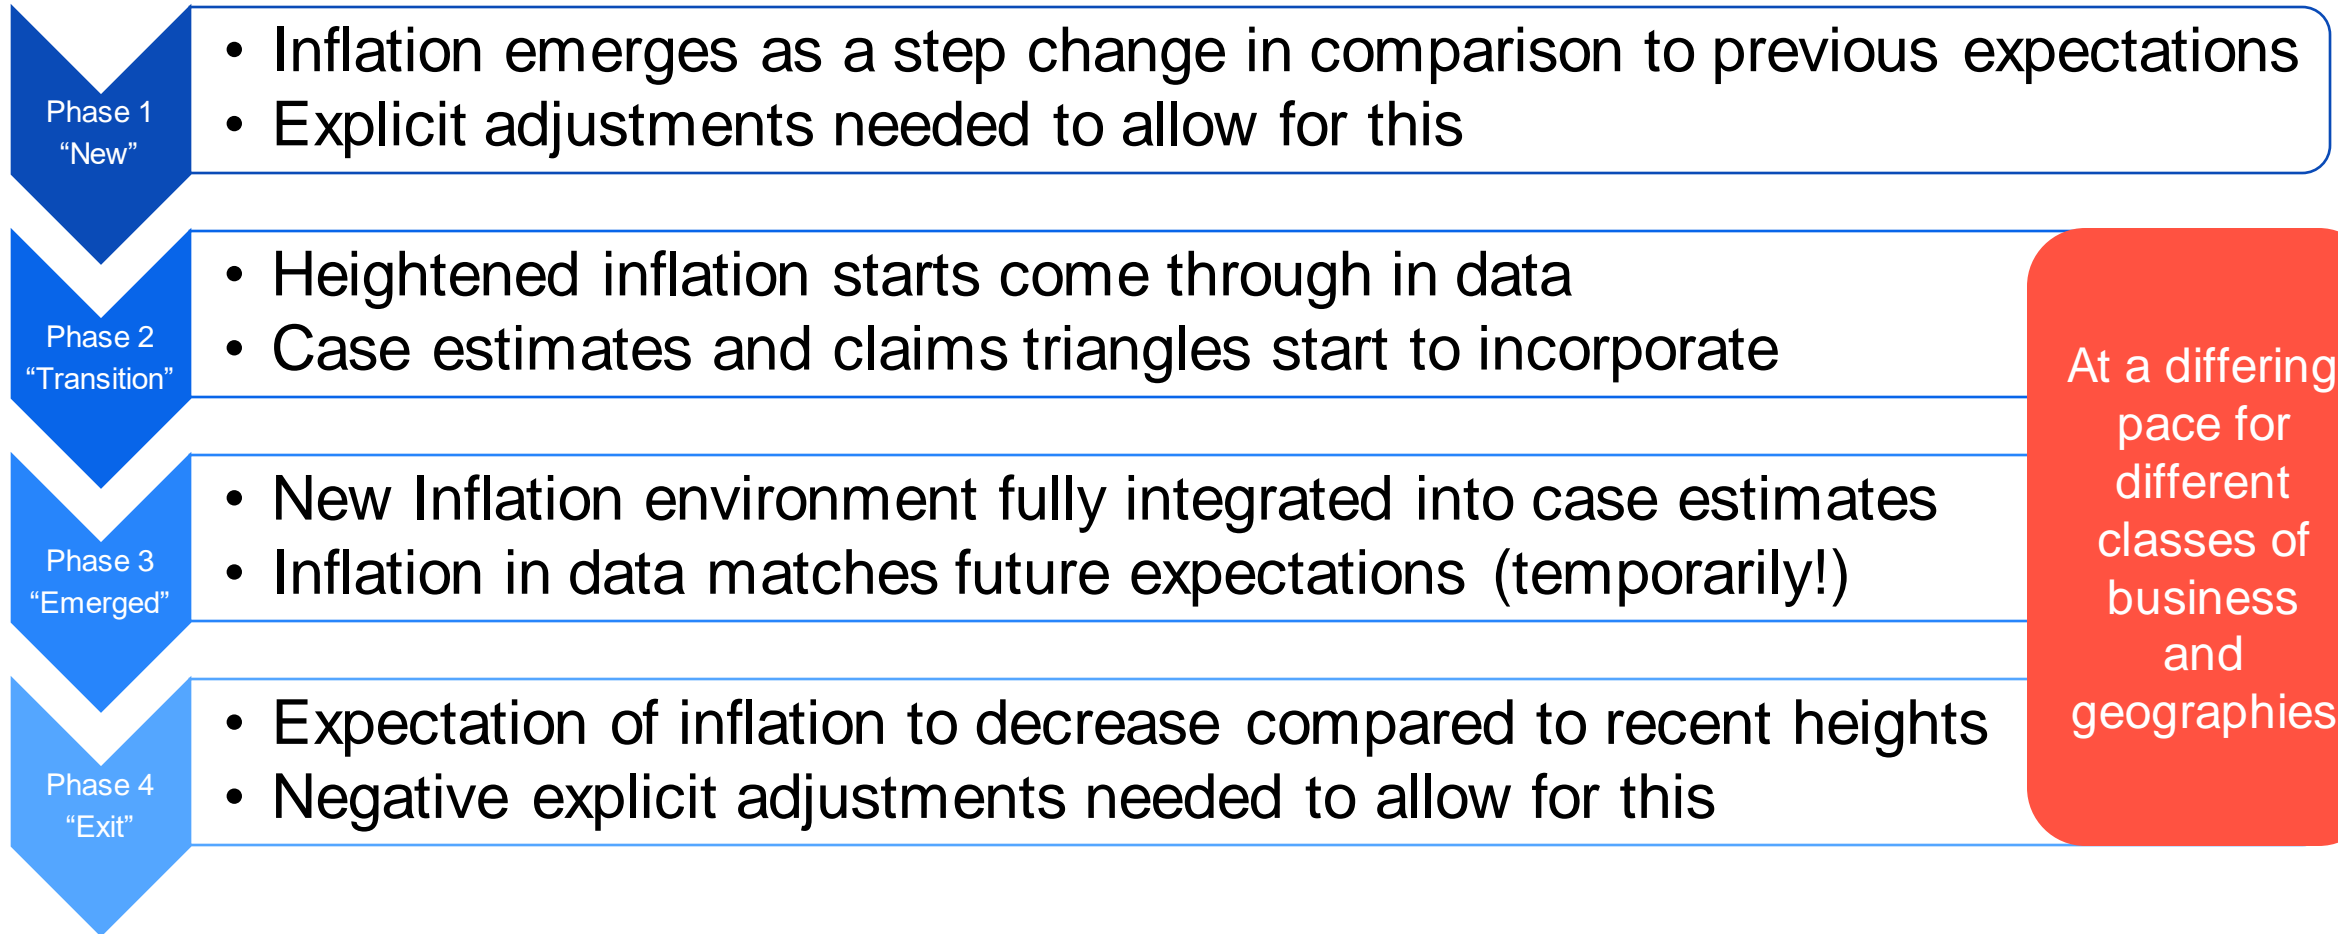 Phase 1
“New”
• Inflation emerges as a step change in comparison to previous expectations
• Explicit adjustments needed to allow for this
Phase 2
“Transition”
• Heightened inflation starts come through in data
• Case estimates and claims triangles start to incorporate
Phase 3
“Emerged”
• New Inflation environment fully integrated into case estimates
• Inflation in data matches future expectations (temporarily!)
Phase 4
“Exit”
• Expectation of inflation to decrease compared to recent heights
• Negative explicit adjustments needed to allow for this
At a differing
pace for
different
classes of
business
and
geographies